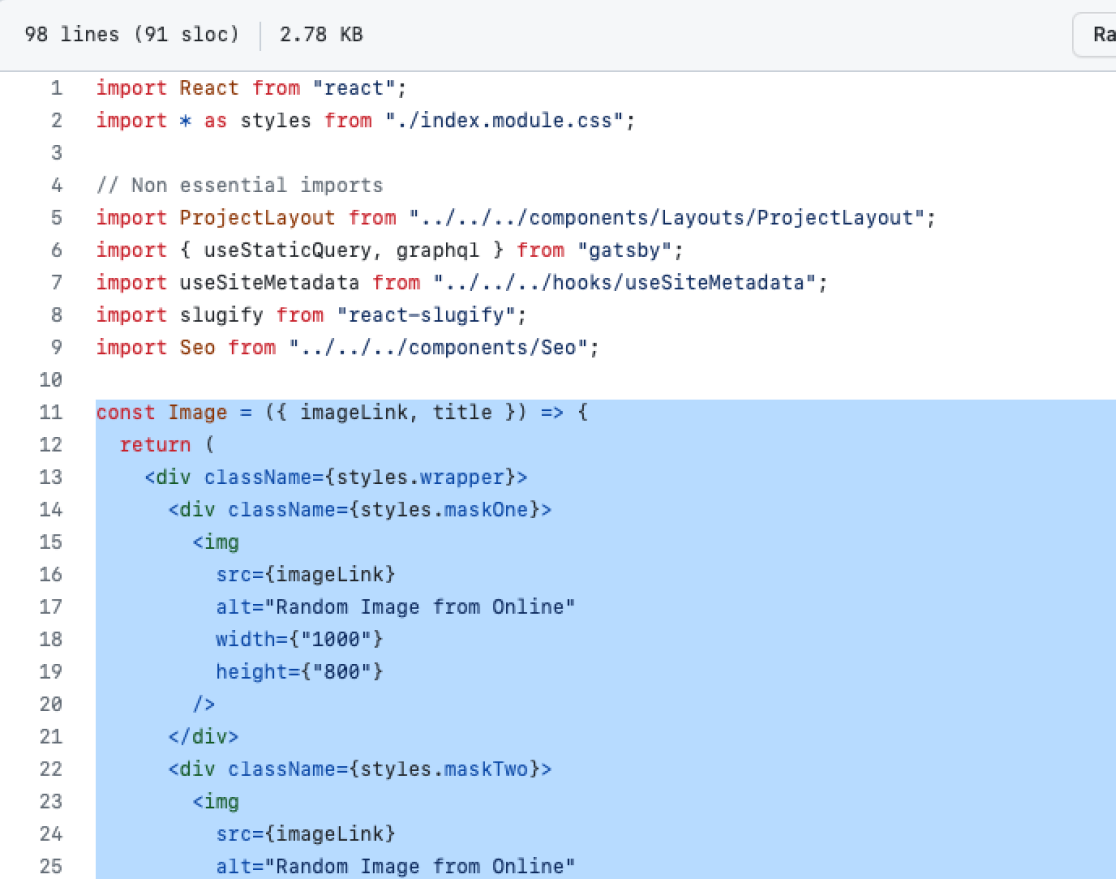 98 lines (91 sloc) 2.78 KB Ra
1 import React from "react";
2 import * as styles from "./index.module.css";
3
4 // Non essential imports
5 import ProjectLayout from "../../../components/Layouts/ProjectLayout";
6 import { useStaticQuery, graphql } from "gatsby";
7 import useSiteMetadata from "../../../hooks/useSiteMetadata";
8 import slugify from "react-slugify";
9 import Seo from "../../../components/Seo";
10
11 const Image = ({ imageLink, title }) => {
12   return (
13     <div className={styles.wrapper}>
14       <div className={styles.maskOne}>
15         <img
16           src={imageLink}
17           alt="Random Image from Online"
18           width={"1000"}
19           height={"800"}
20         />
21       </div>
22       <div className={styles.maskTwo}>
23         <img
24           src={imageLink}
25           alt="Random Image from Online"